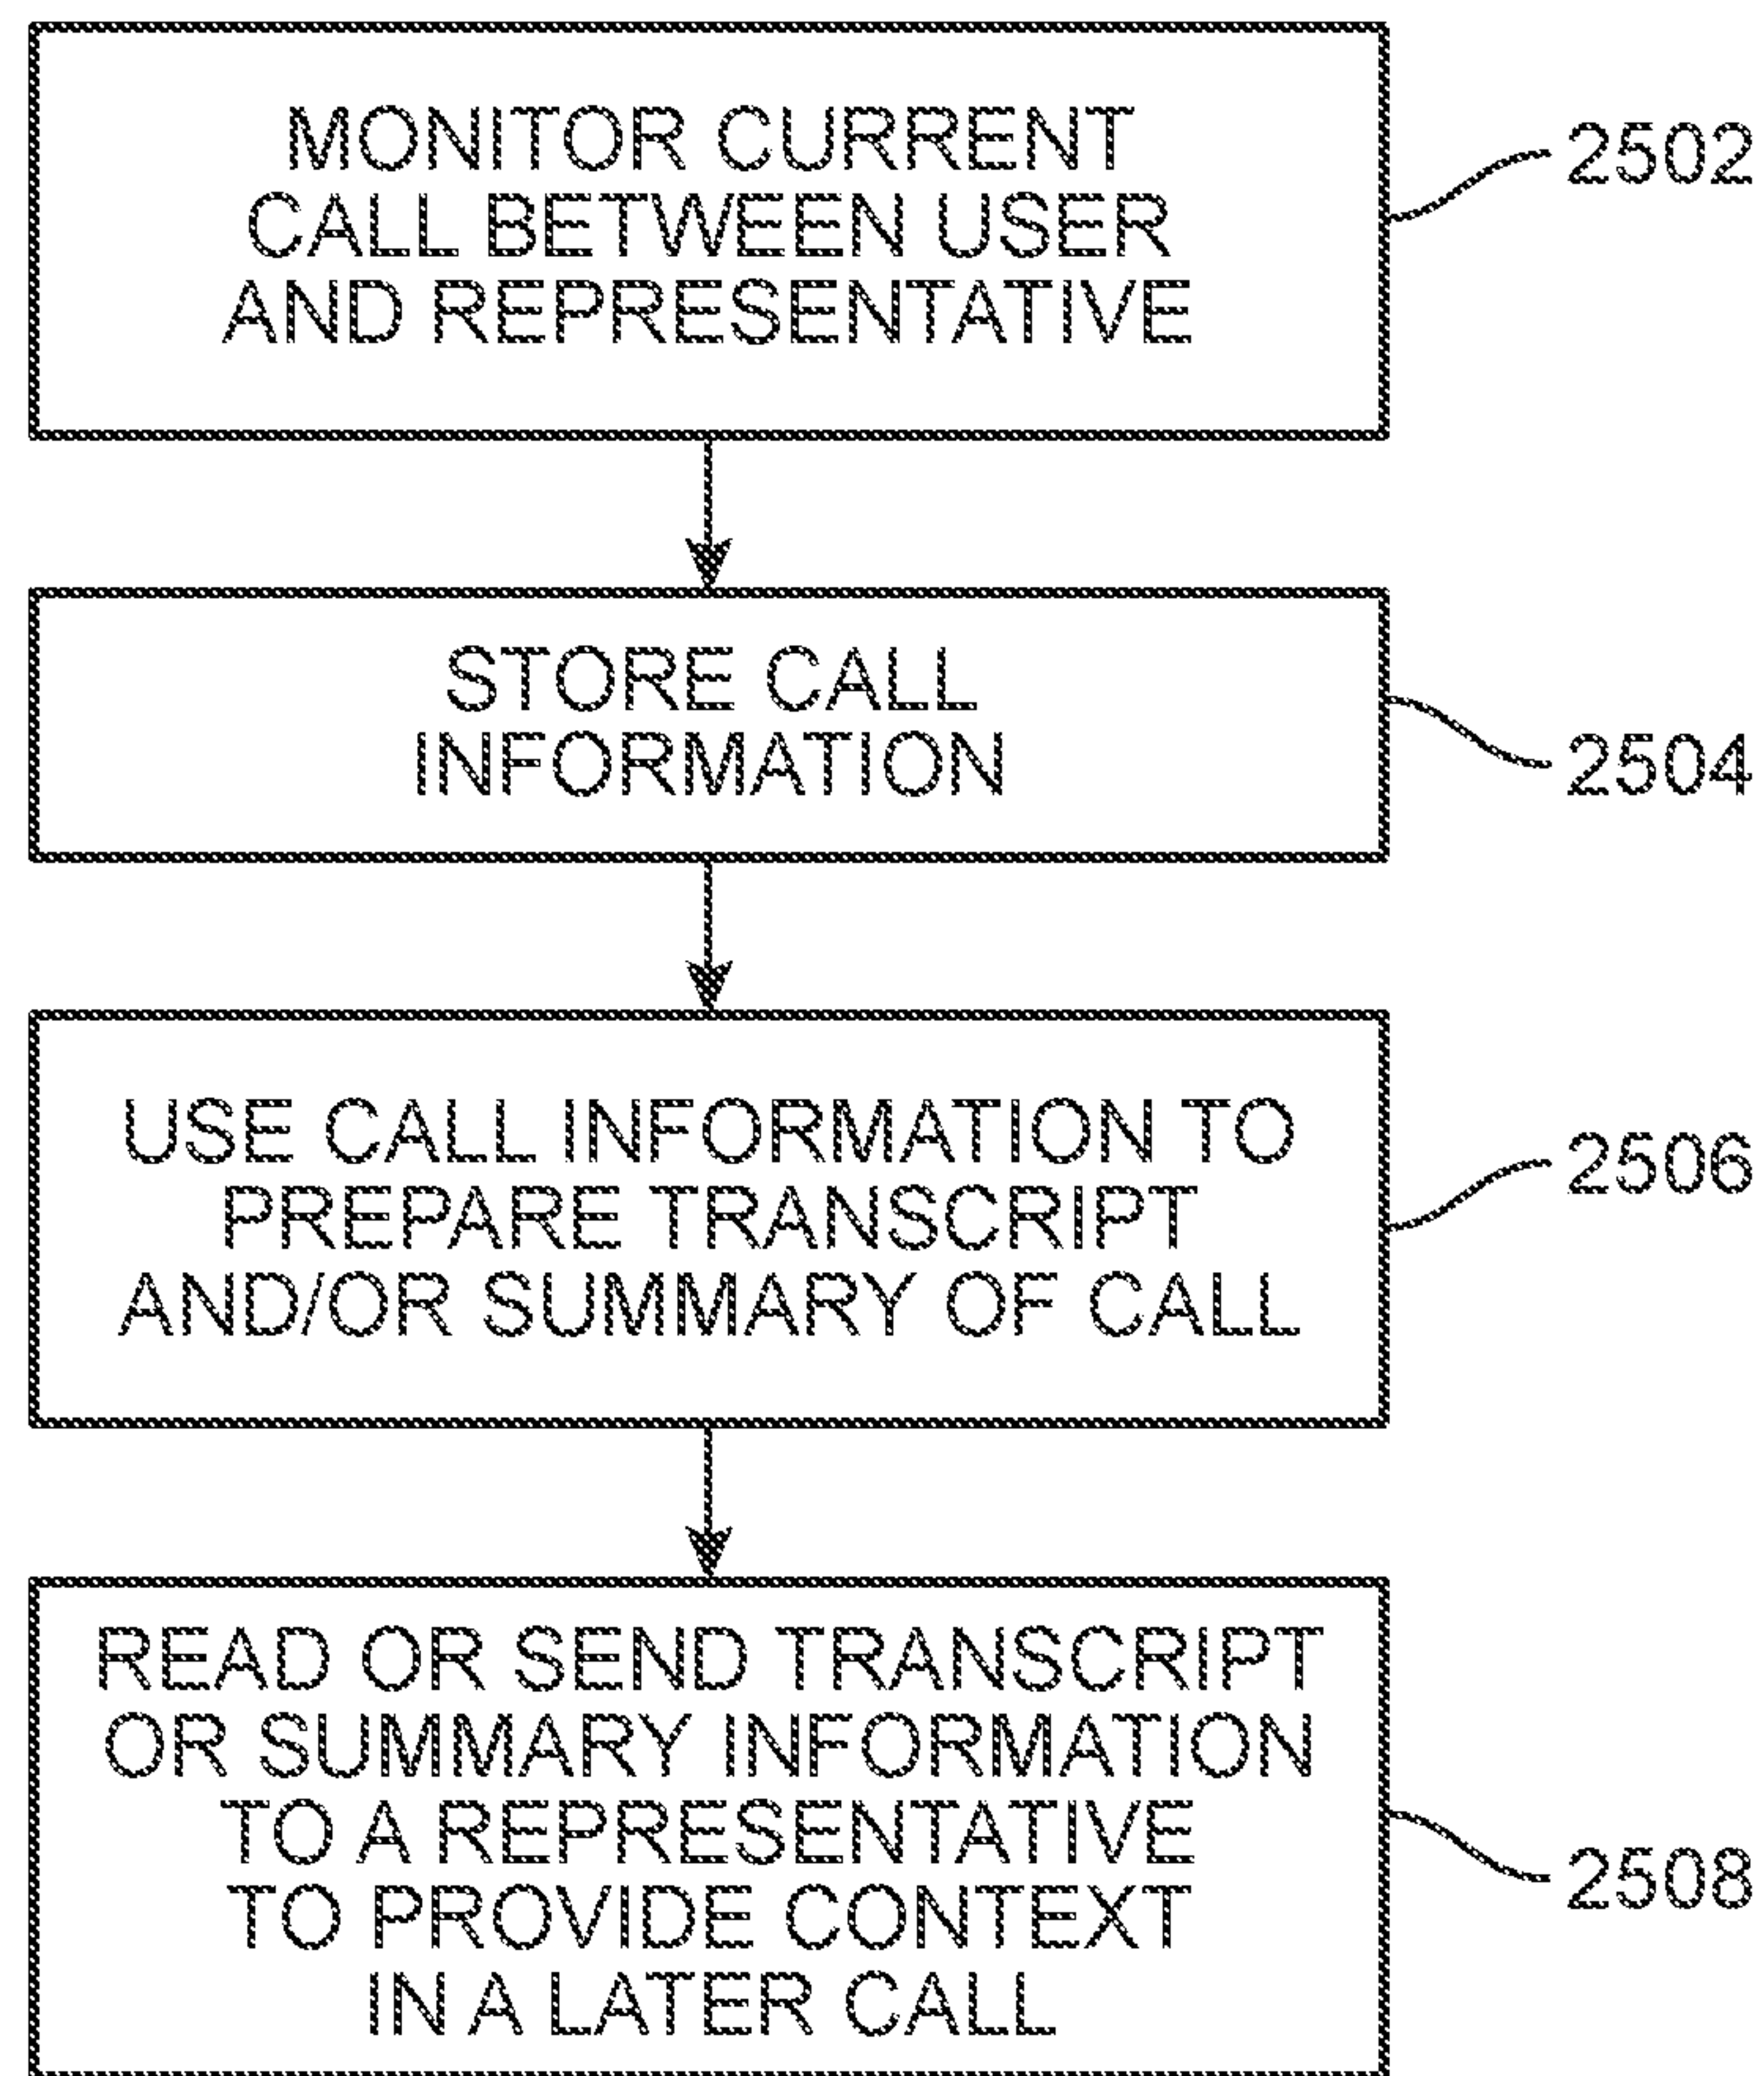 MONITOR CURRENT
CALL BETWEEN USER
AND REPRESENTATIVE
2502
STORE CALL
INFORMATION
2504
USE CALL INFORMATION TO
PREPARE TRANSCRIPT
AND/OR SUMMARY OF CALL
2506
READ OR SEND TRANSCRIPT
OR SUMMARY INFORMATION
TO A REPRESENTATIVE
TO PROVIDE CONTEXT
IN A LATER CALL
2508